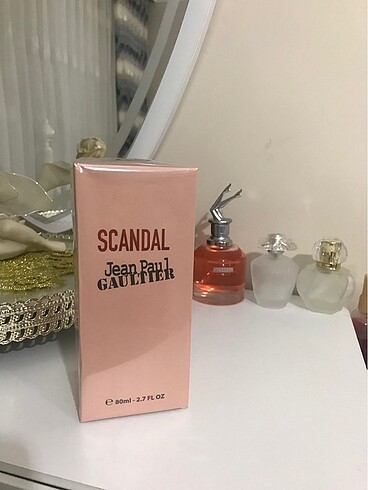 SCANDAL
Jean Paul
GAULTIER
℮ 80ml - 2.7 FL OZ